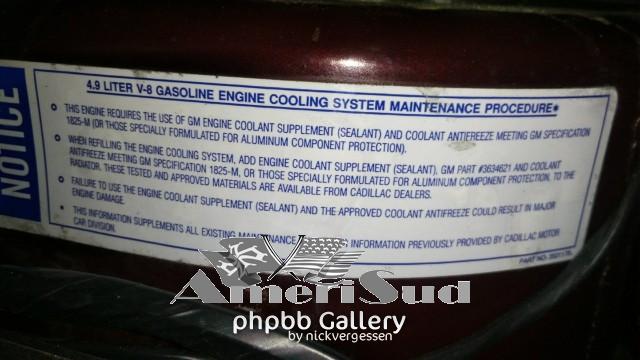 NOTICE
4.9 LITER V-8 GASOLINE ENGINE COOLING SYSTEM MAINTENANCE PROCEDURE*
THIS ENGINE REQUIRES THE USE OF GM ENGINE COOLANT SUPPLEMENT (SEALANT) AND COOLANT ANTIFREEZE MEETING GM SPECIFICATION
1825-M (OR THOSE SPECIALLY FORMULATED FOR ALUMINUM COMPONENT PROTECTION).
WHEN REFILLING THE ENGINE COOLING SYSTEM, ADD ENGINE COOLANT SUPPLEMENT (SEALANT), GM PART #3634621 AND COOLANT
ANTIFREEZE MEETING GM SPECIFICATION 1825-M, OR THOSE SPECIALLY FORMULATED FOR ALUMINUM COMPONENT PROTECTION, TO THE
RADIATOR. THESE TESTED AND APPROVED MATERIALS ARE AVAILABLE FROM CADILLAC DEALERS.
FAILURE TO USE THE ENGINE COOLANT SUPPLEMENT (SEALANT) AND THE APPROVED COOLANT ANTIFREEZE COULD RESULT IN MAJOR
ENGINE DAMAGE.
* THIS INFORMATION SUPPLEMENTS ALL EXISTING MAINTENANCE INFORMATION PREVIOUSLY PROVIDED BY CADILLAC MOTOR
CAR DIVISION.
PART NO.
AmeriSud
phpbb Gallery
by nickvergessen